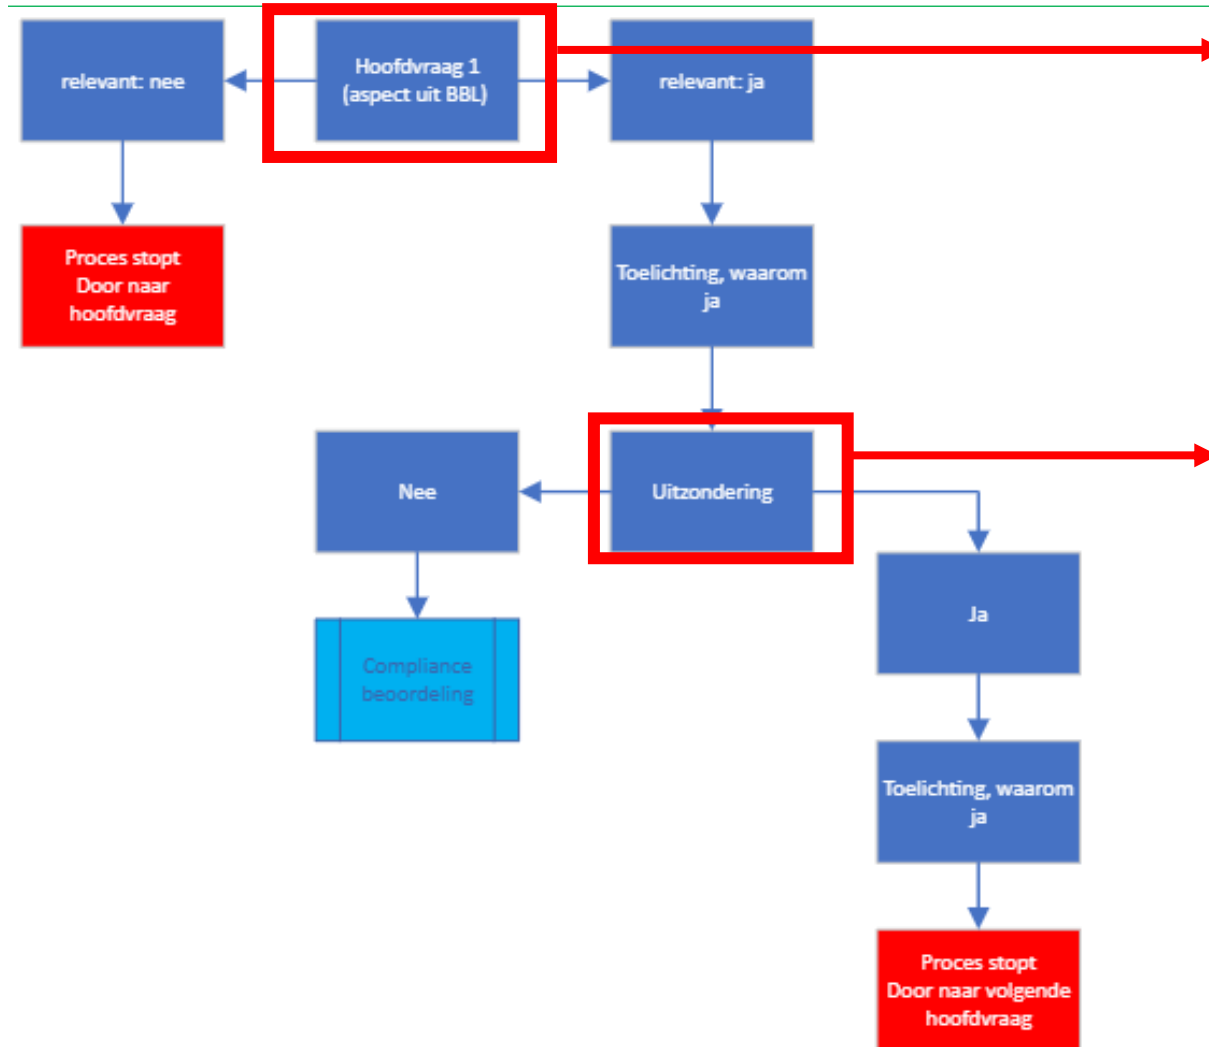 relevant: nee
Hoofdvraag 1
(aspect uit BBL)
relevant: ja
Proces stopt
Door naar
hoofdvraag
Toelichting, waarom
ja
Nee
Uitzondering
Ja
Compliance
beoordeling
Toelichting, waarom
ja
Proces stopt
Door naar volgende
hoofdvraag